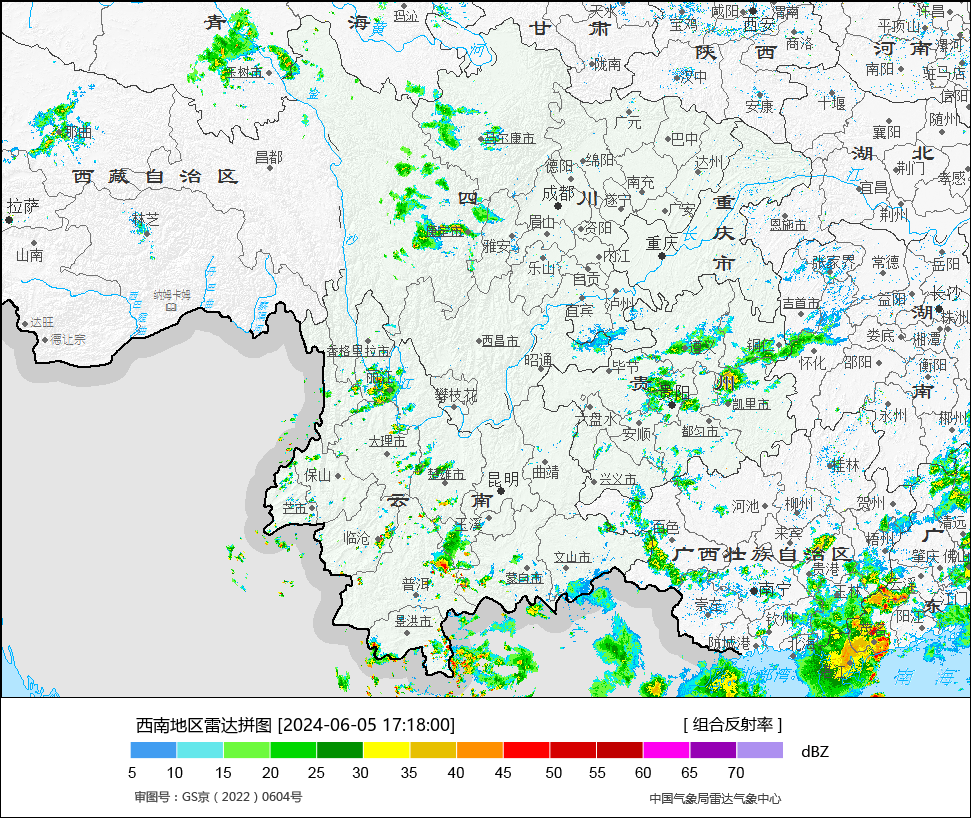 青 海 玛沁 黄 甘 肃 天水 宝鸡 咸阳 西安 渭南 许昌
陕 西 商洛 平顶山 漯河
河 南
玉树市 陇南 汉中 南阳 驻马店
河
金 安康 十堰 信阳
那曲 马尔康市 广元 巴中 襄阳 随州
昌都 德阳 绵阳 达州 湖 北
西 藏 自 治 区 南充 江 宜昌 荆门 孝感
拉萨 林芝 四 成都 川 遂宁 广安 重 荆州
康定市 眉山 资阳 庆 恩施市
山南 雅安 重庆 长
乐山 内江 市 张家界 常德 岳阳
自贡
纳姆卡姆 宜宾 泸州 吉首市 益阳 长沙
湖
达旺 株洲
德让宗 西昌市 昭通 遵 铜仁 娄底 湘潭
香格里拉市 毕节 怀化 邵阳 衡阳
丽江 攀枝花 贵 州 贵阳 南
凯里市 永州 郴州
大理市 六盘水 安顺 都匀市
保山 楚雄市 昆明 曲靖 兴义市 桂林
芒市 云 南 河池 柳州 贺州
玉溪 百色 来宾 梧州 清远
临沧 文山市 广 西 壮 族 自 治 区 广
普洱 蒙自市 贵港 肇庆 佛山
南宁 玉林 江门
景洪市 崇左 钦州 阳江 东
防城港 北海
湾 南 海
西南地区雷达拼图 [2024-06-05 17:18:00] [ 组合反射率 ]
dBZ
5 10 15 20 25 30 35 40 45 50 55 60 65 70
审图号：GS京（2022）0604号 中国气象局雷达气象中心